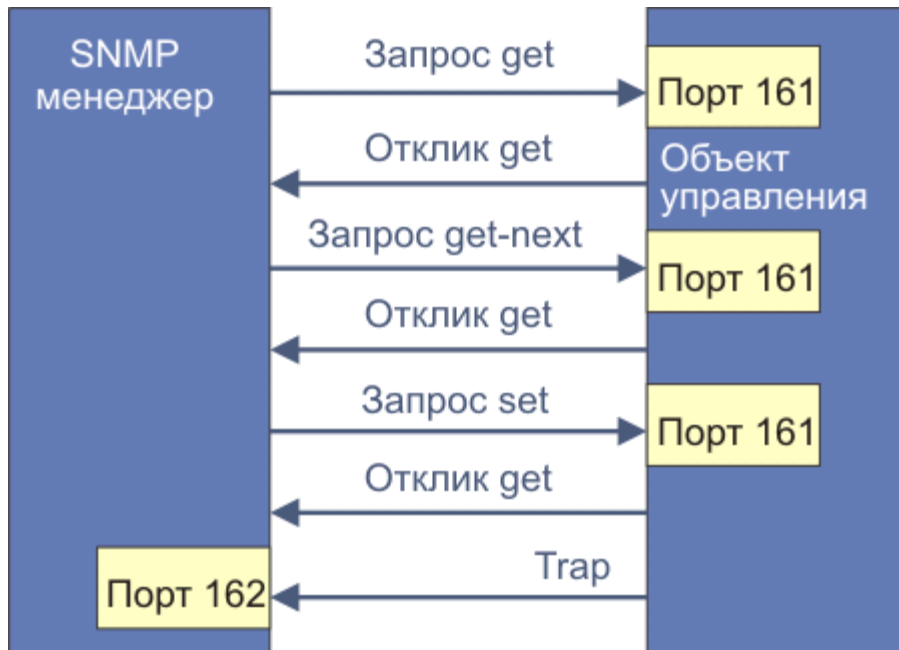 SNMP
менеджер
Запрос get
Порт 161
Отклик get
Объект
управления
Запрос get-next
Порт 161
Отклик get
Запрос set
Порт 161
Отклик get
Trap
Порт 162